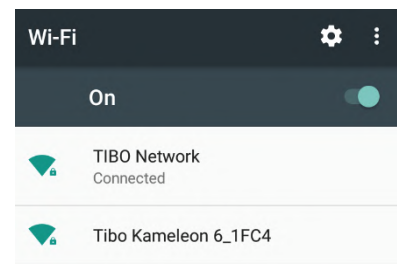 Wi-Fi
On
TIBO Network
Connected
Tibo Kameleon 6_1FC4